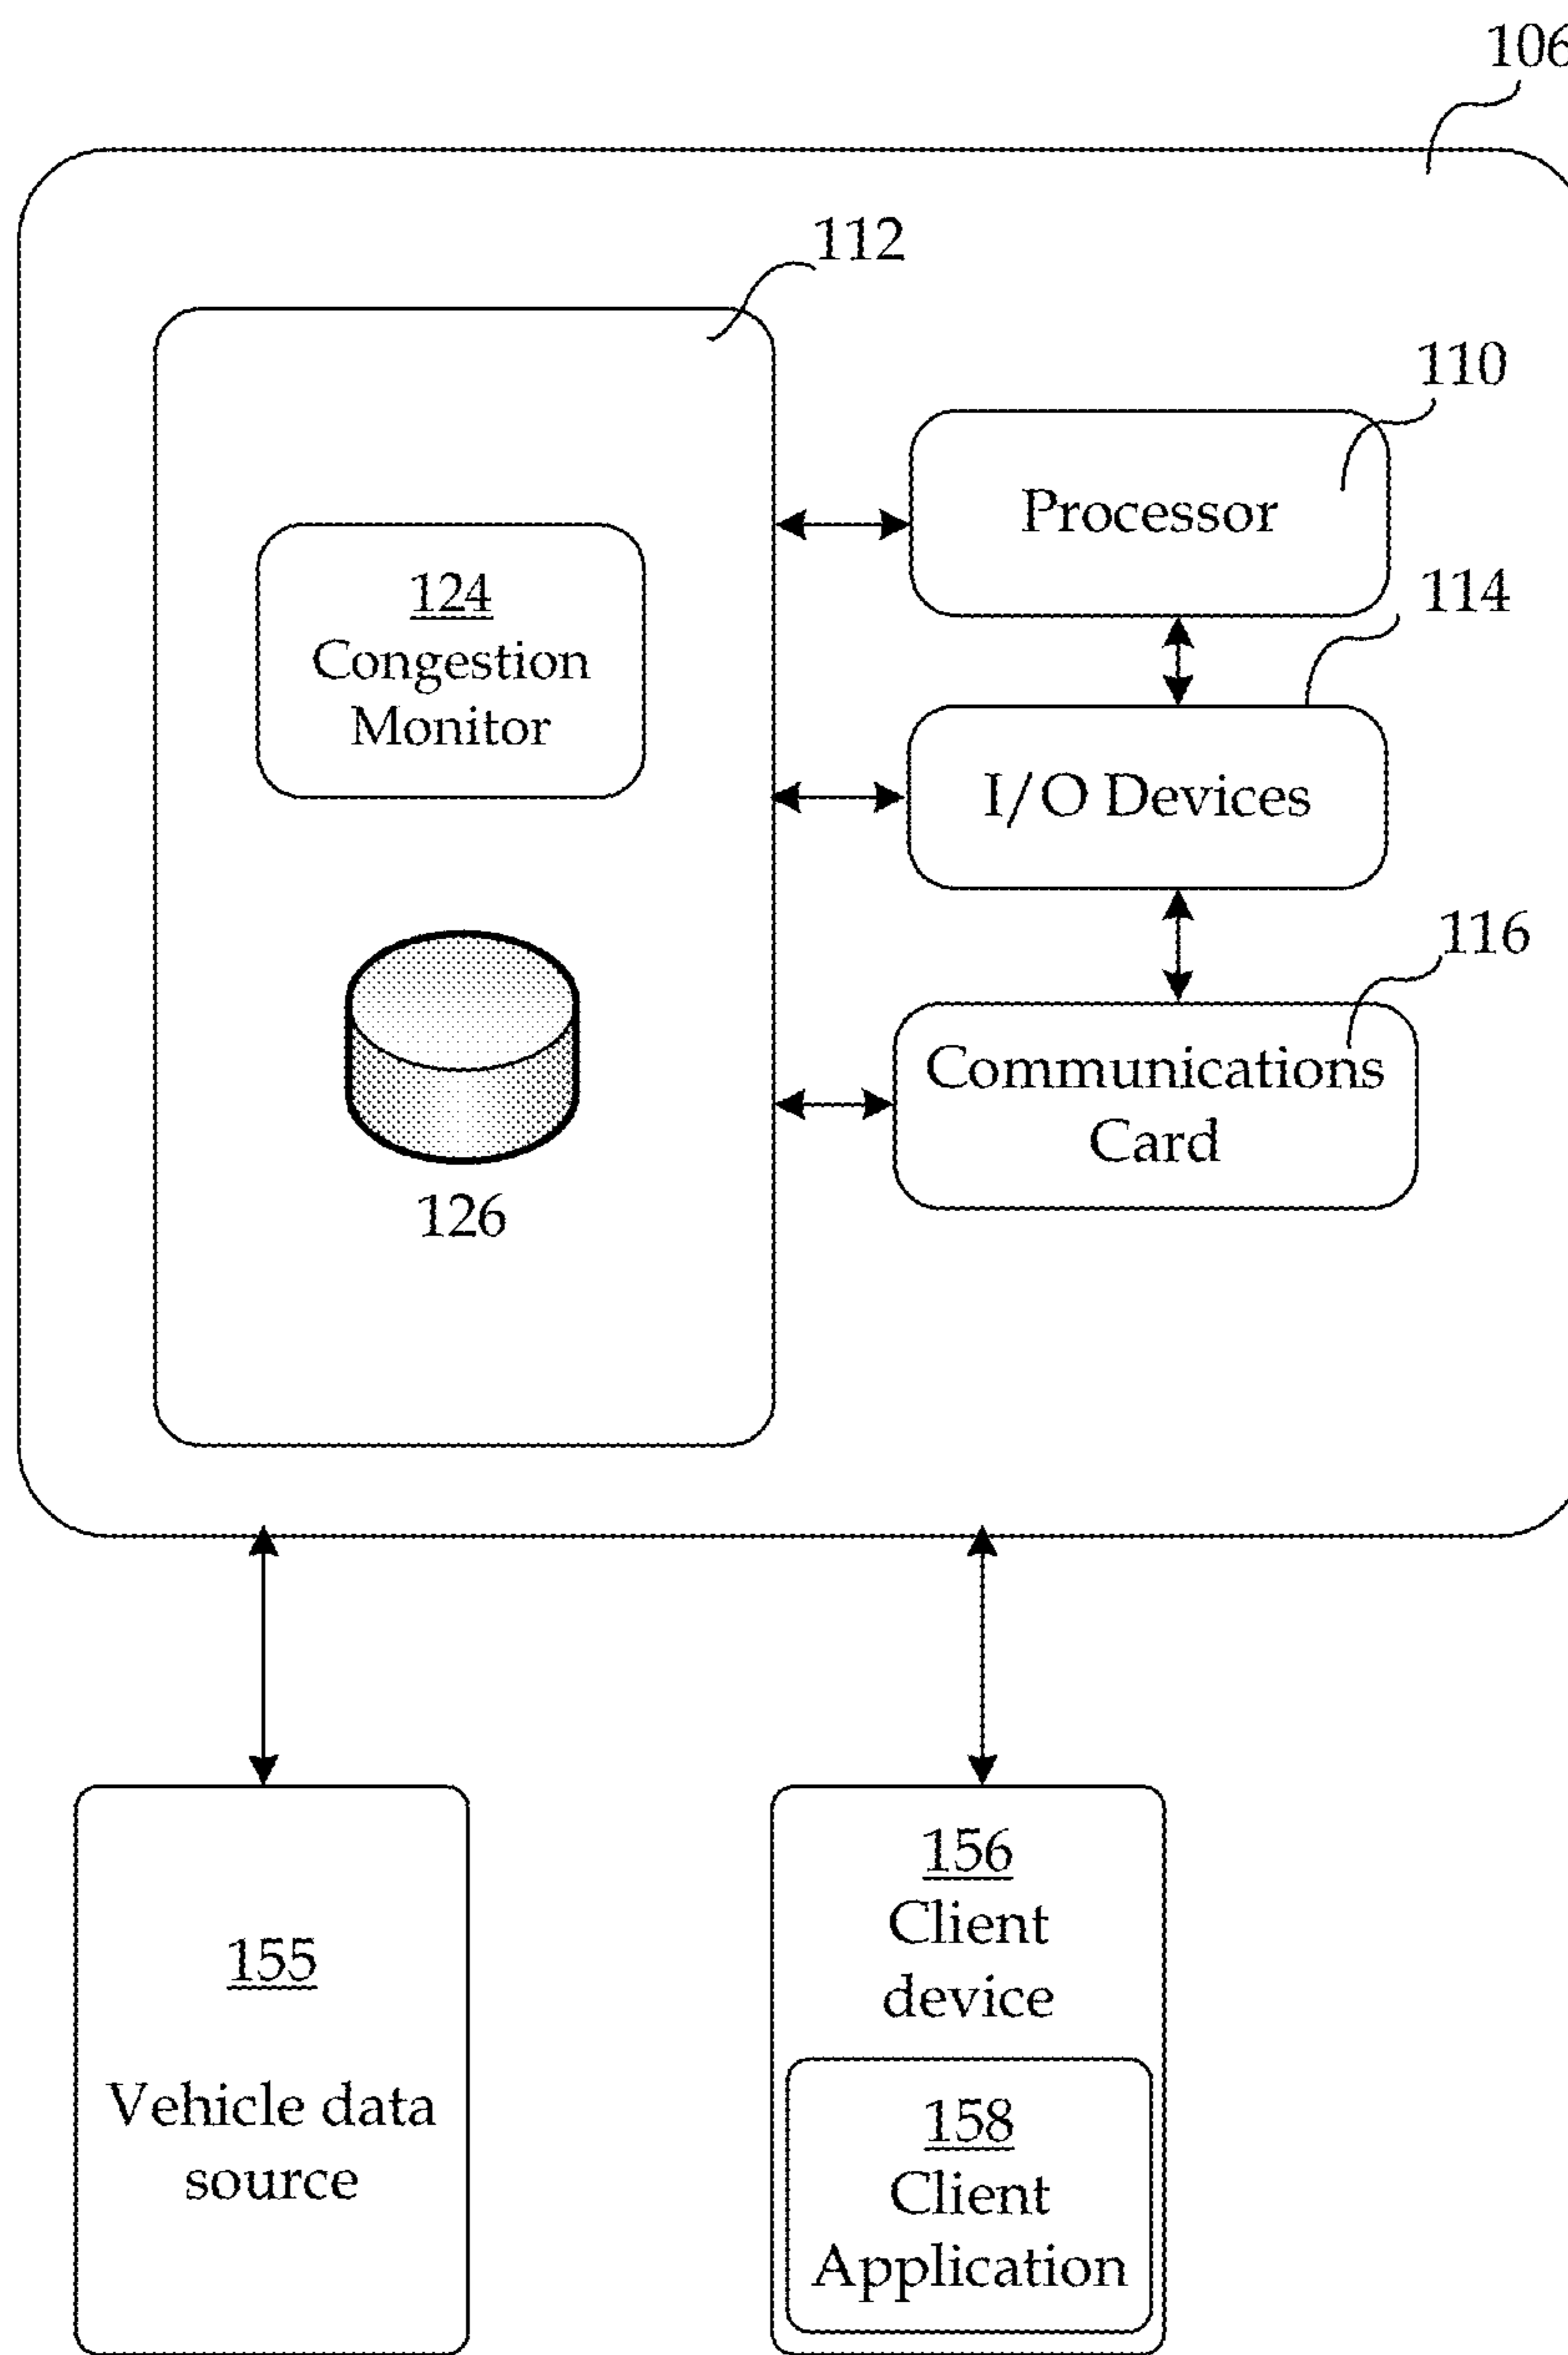 106
112
110
Processor
114
124
Congestion
Monitor
I/O Devices
116
Communications
Card
126
155
Vehicle data
source
156
Client
device
158
Client
Application